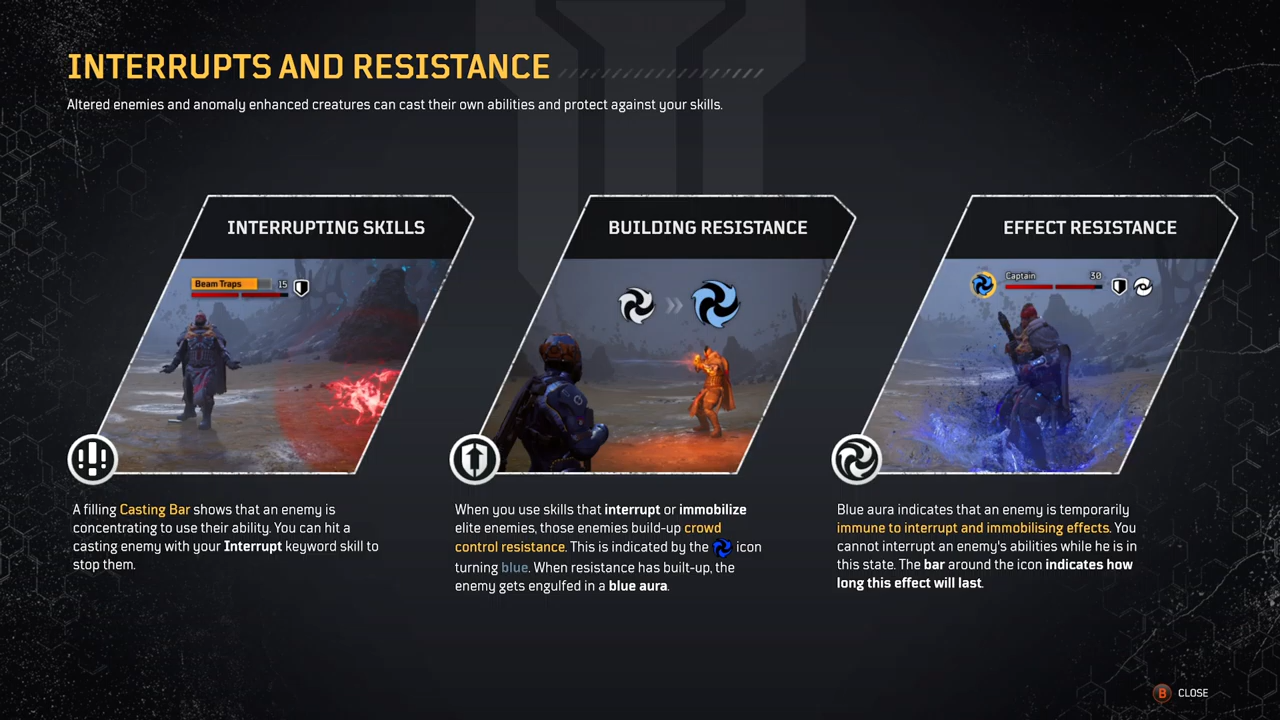 INTERRUPTS AND RESISTANCE
Altered enemies and anomaly enhanced creatures can cast their own abilities and protect against your skills.
INTERRUPTING SKILLS
Beam Traps 15
A filling Casting Bar shows that an enemy is
concentrating to use their ability. You can hit a
casting enemy with your Interrupt keyword skill to
stop them.
BUILDING RESISTANCE
When you use skills that interrupt or immobilize
elite enemies, those enemies build-up crowd
control resistance. This is indicated by the icon
turning blue. When resistance has built-up, the
enemy gets engulfed in a blue aura.
EFFECT RESISTANCE
Captain 30
Blue aura indicates that an enemy is temporarily
immune to interrupt and immobilising effects. You
cannot interrupt an enemy's abilities while he is in
this state. The bar around the icon indicates how
long this effect will last.
B CLOSE